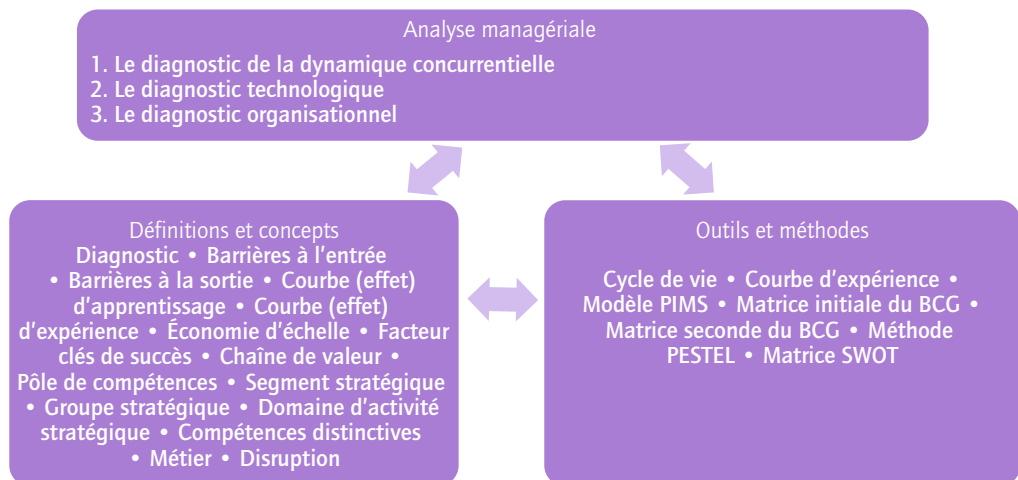 Analyse managériale
1. Le diagnostic de la dynamique concurrentielle
2. Le diagnostic technologique
3. Le diagnostic organisationnel
Définitions et concepts
Diagnostic • Barrières à l'entrée
• Barrières à la sortie • Courbe (effet)
d'apprentissage • Courbe (effet)
d'expérience • Économie d'échelle • Facteur
clés de succès • Chaîne de valeur •
Pôle de compétences • Segment stratégique
• Groupe stratégique • Domaine d'activité
stratégique • Compétences distinctives
• Métier • Disruption
Outils et méthodes
Cycle de vie • Courbe d'expérience •
Modèle PIMS • Matrice initiale du BCG •
Matrice seconde du BCG • Méthode
PESTEL • Matrice SWOT